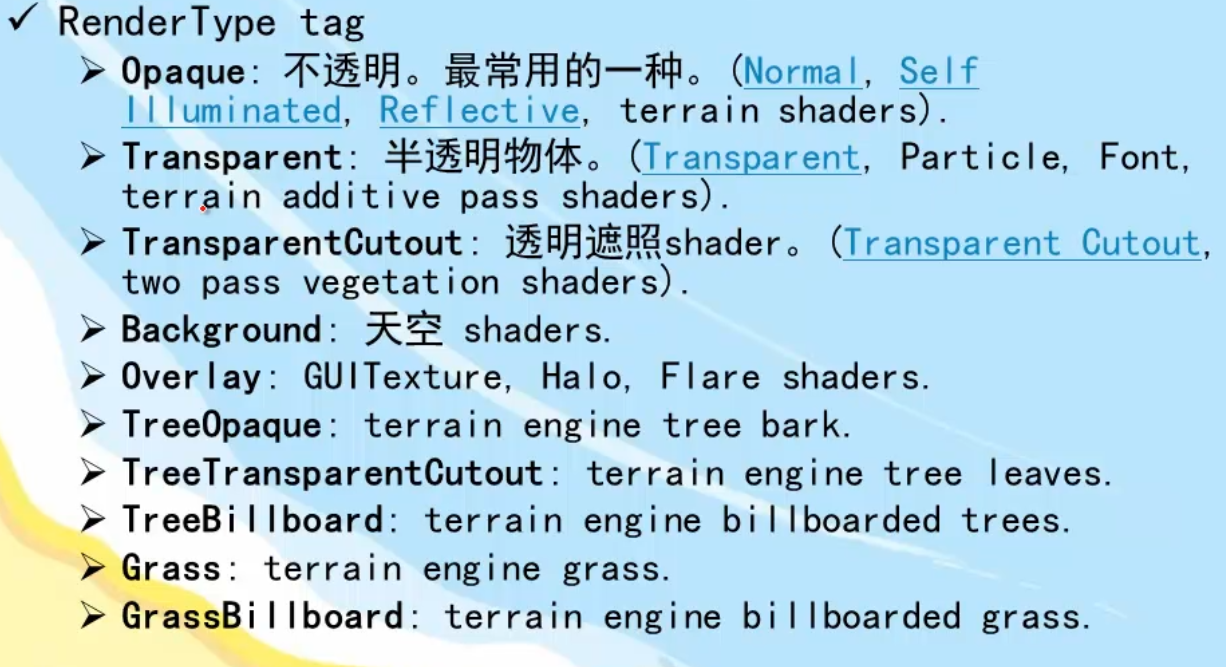 ✓ RenderType tag
➢ Opaque: 不透明。最常用的一种。(Normal, Self
Illuminated, Reflective, terrain shaders).
➢ Transparent: 半透明物体。(Transparent, Particle, Font,
terrain additive pass shaders).
➢ TransparentCutout: 透明遮照shader。(Transparent Cutout,
two pass vegetation shaders).
➢ Background: 天空 shaders.
➢ Overlay: GUITexture, Halo, Flare shaders.
➢ TreeOpaque: terrain engine tree bark.
➢ TreeTransparentCutout: terrain engine tree leaves.
➢ TreeBillboard: terrain engine billboarded trees.
➢ Grass: terrain engine grass.
➢ GrassBillboard: terrain engine billboarded grass.